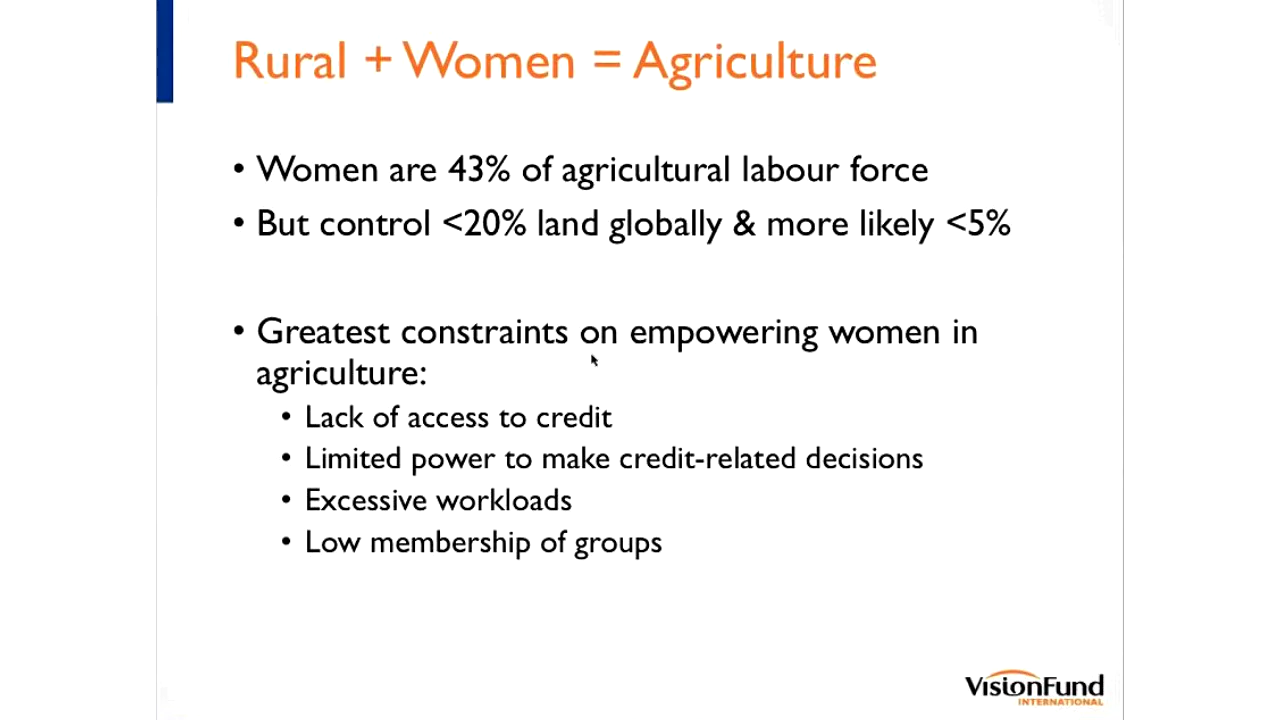 Rural + Women = Agriculture
• Women are 43% of agricultural labour force
• But control <20% land globally & more likely <5%
• Greatest constraints on empowering women in
agriculture:
• Lack of access to credit
• Limited power to make credit-related decisions
• Excessive workloads
• Low membership of groups
VisionFund
INTERNATIONAL